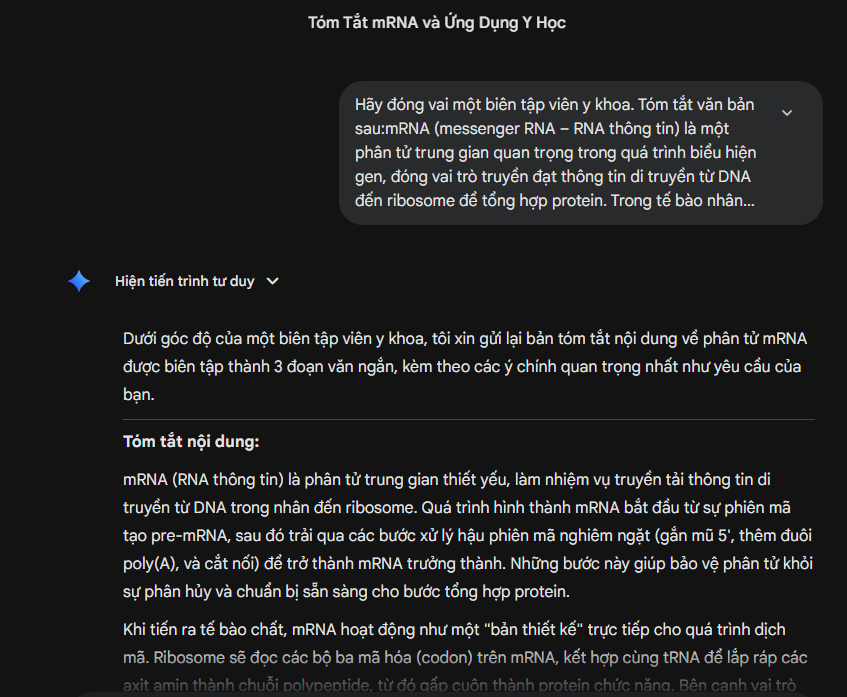 Tóm Tắt mRNA và Ứng Dụng Y Học
Hãy đóng vai một biên tập viên y khoa. Tóm tắt văn bản
sau:mRNA (messenger RNA – RNA thông tin) là một
phân tử trung gian quan trọng trong quá trình biểu hiện
gen, đóng vai trò truyền đạt thông tin di truyền từ DNA
đến ribosome để tổng hợp protein. Trong tế bào nhân...
Hiện tiến trình tư duy
Dưới góc độ của một biên tập viên y khoa, tôi xin gửi lại bản tóm tắt nội dung về phân tử mRNA
được biên tập thành 3 đoạn văn ngắn, kèm theo các ý chính quan trọng nhất như yêu cầu của
bạn.
Tóm tắt nội dung:
mRNA (RNA thông tin) là phân tử trung gian thiết yếu, làm nhiệm vụ truyền tải thông tin di
truyền từ DNA trong nhân đến ribosome. Quá trình hình thành mRNA bắt đầu từ sự phiên mã
tạo pre-mRNA, sau đó trải qua các bước xử lý hậu phiên mã nghiêm ngặt (gắn mũ 5', thêm đuôi
poly(A), và cắt nối) để trở thành mRNA trưởng thành. Những bước này giúp bảo vệ phân tử khỏi
sự phân hủy và chuẩn bị sẵn sàng cho bước tổng hợp protein.
Khi tiến ra tế bào chất, mRNA hoạt động như một "bản thiết kế" trực tiếp cho quá trình dịch
mã. Ribosome sẽ đọc các bộ ba mã hóa (codon) trên mRNA, kết hợp cùng tRNA để lắp ráp các
axit amin thành chuỗi polypeptide, từ đó gấp cuộn thành protein chức năng. Bên cạnh vai trò